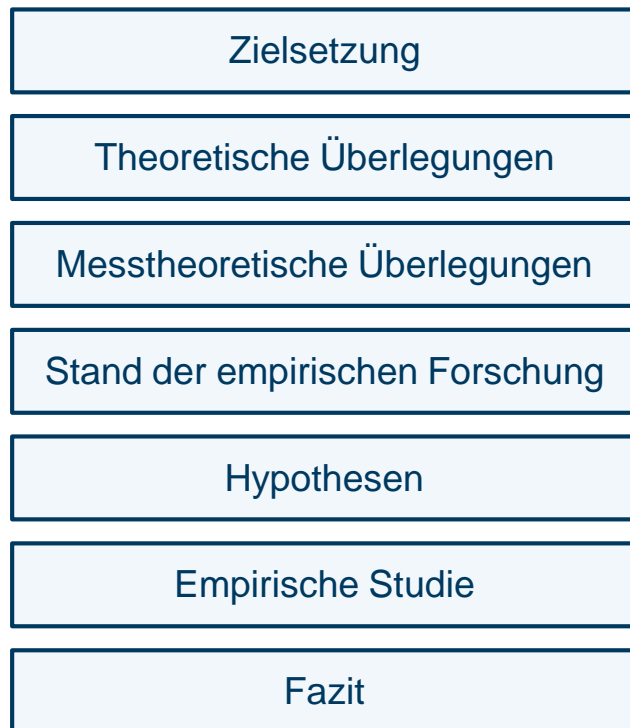 Zielsetzung
Theoretische Überlegungen
Messtheoretische Überlegungen
Stand der empirischen Forschung
Hypothesen
Empirische Studie
Fazit